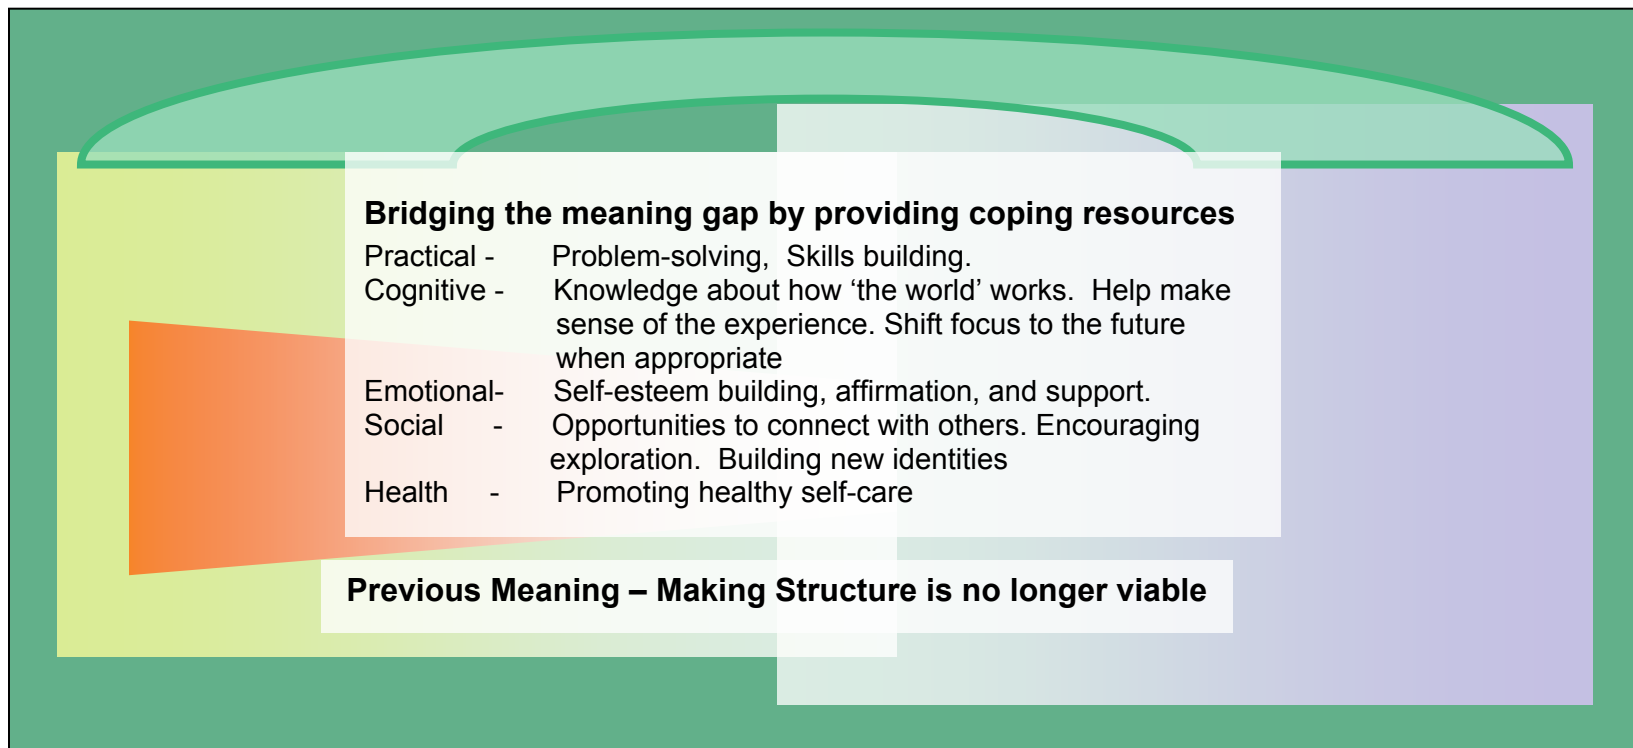 Bridging the meaning gap by providing coping resources
Practical - Problem-solving, Skills building.
Cognitive - Knowledge about how ‘the world’ works. Help make
sense of the experience. Shift focus to the future
when appropriate
Emotional- Self-esteem building, affirmation, and support.
Social - Opportunities to connect with others. Encouraging
exploration. Building new identities
Health - Promoting healthy self-care
Previous Meaning – Making Structure is no longer viable